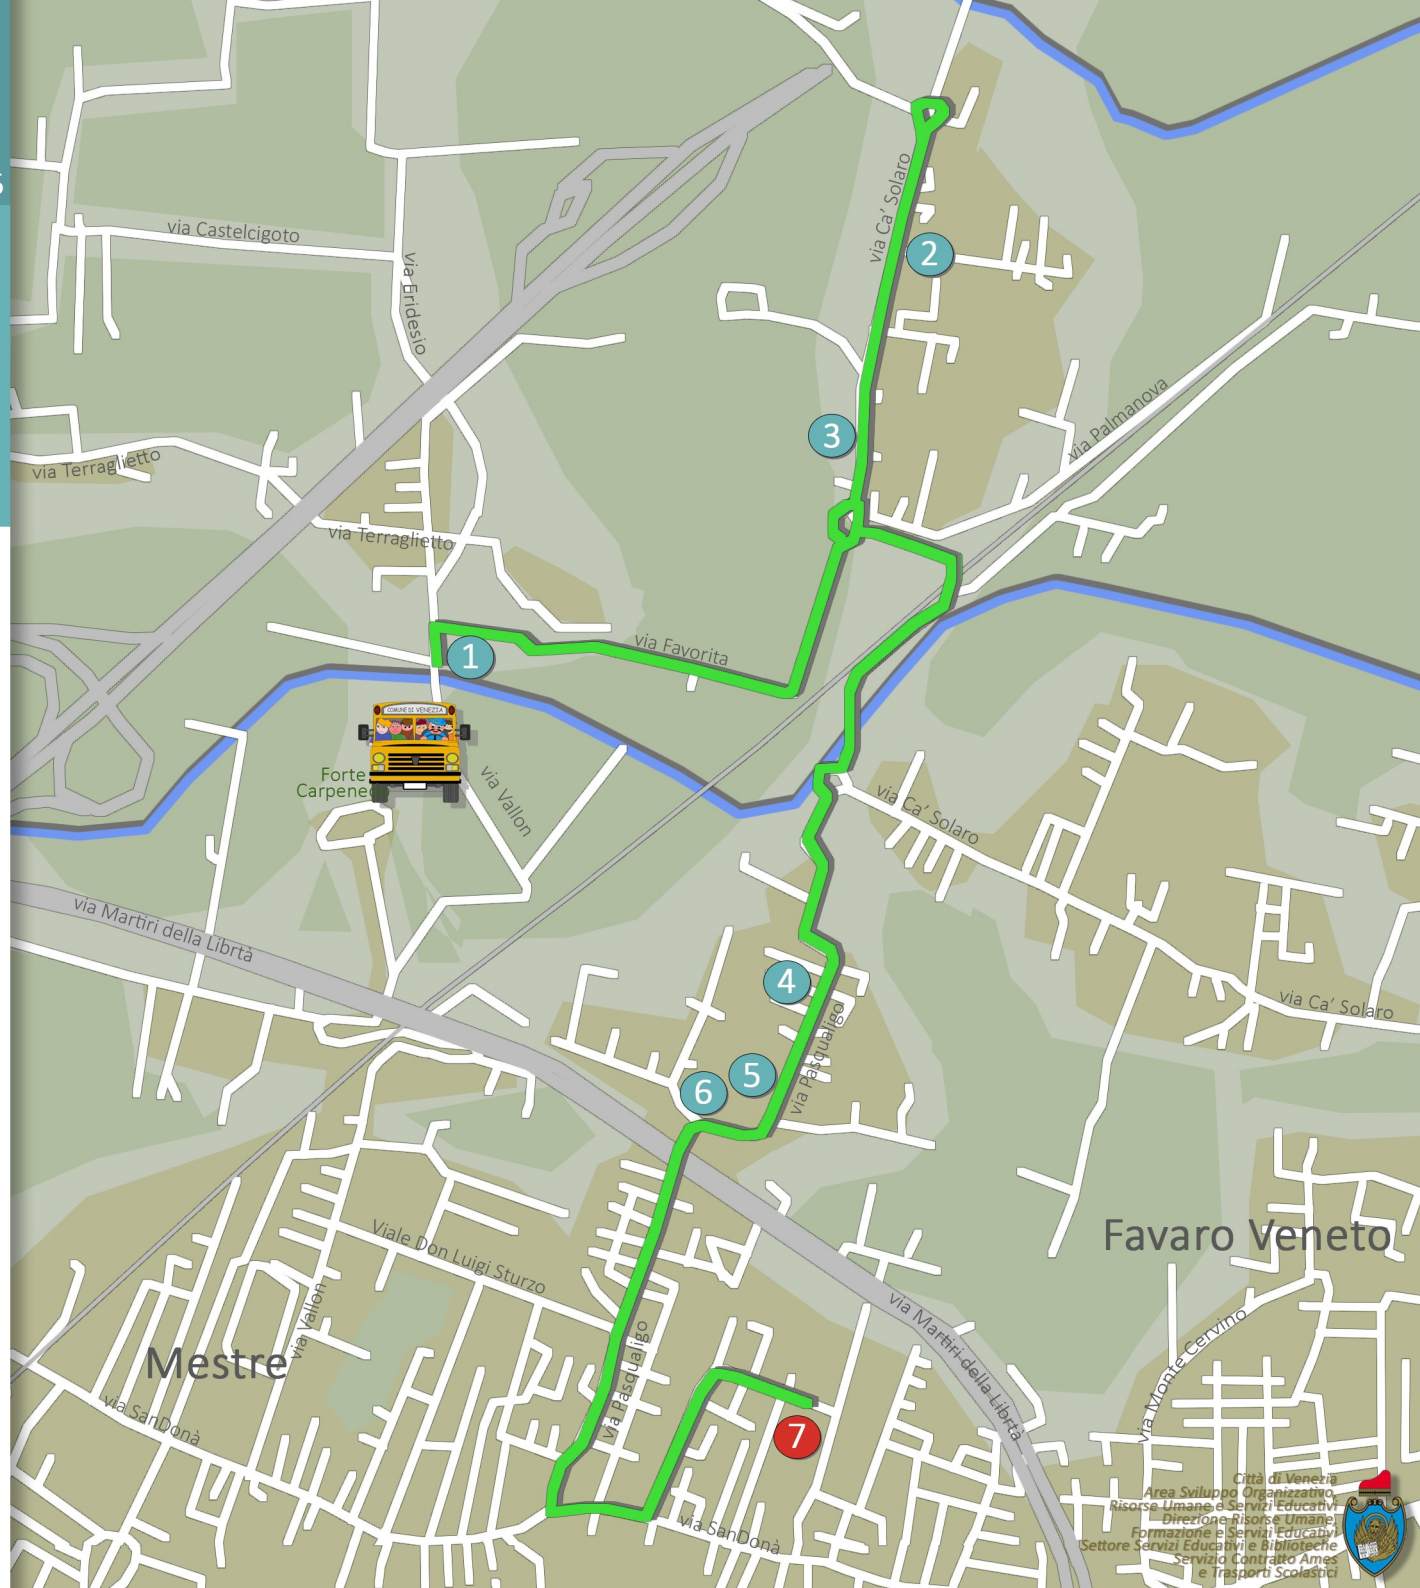 via Ca' Solaro
via Castelcigoto
2
via Eridesio
via Palmanova
3
via Terraglietto
via Terraglietto
via Favorita
1
COMUNE DI VENEZIA
Forte
Carpenedo
via Vallon
via Ca' Solaro
via Martiri della Librtà
4
via Ca' Solaro
via Pasqualigo
5
6
Favaro Veneto
Viale Don Luigi Sturzo
via Vallon
via Martiri della Librtà
via Monte Cervino
Mestre
via Pasqualigo
via SanDonà
7
via SanDonà
Città di Venezia
Area Sviluppo Organizzativo,
Risorse Umane e Servizi Educativi
Direzione Risorse Umane,
Formazione e Servizi Educativi
Settore Servizi Educativi e Biblioteche
Servizio Contratto Ames
e Trasporti Scolastici